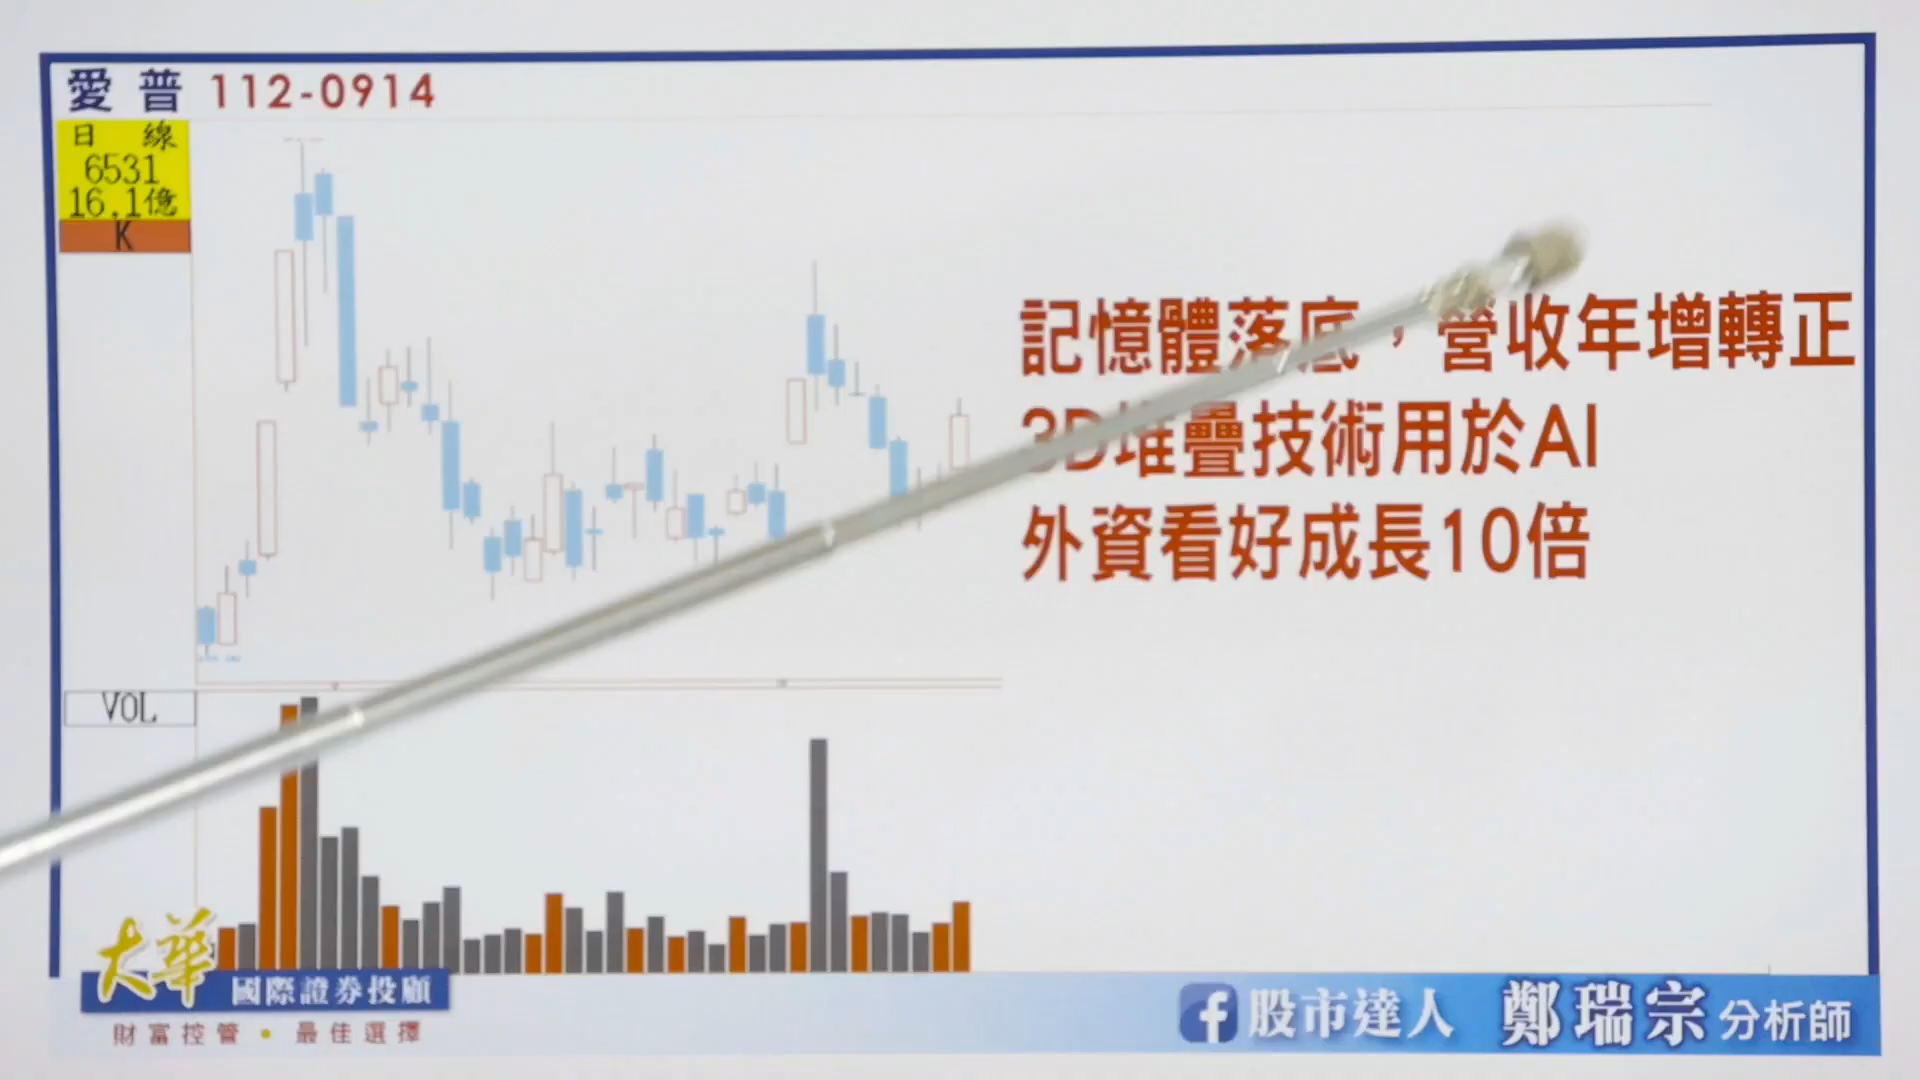 愛普 112-0914
日 線
6531
16.1億
K
記憶體落底，營收年增轉正
3D堆疊技術用於AI
外資看好成長10倍
VOL
大華
國際證券投顧
財富控管・最佳選擇
股市達人 鄭瑞宗 分析師